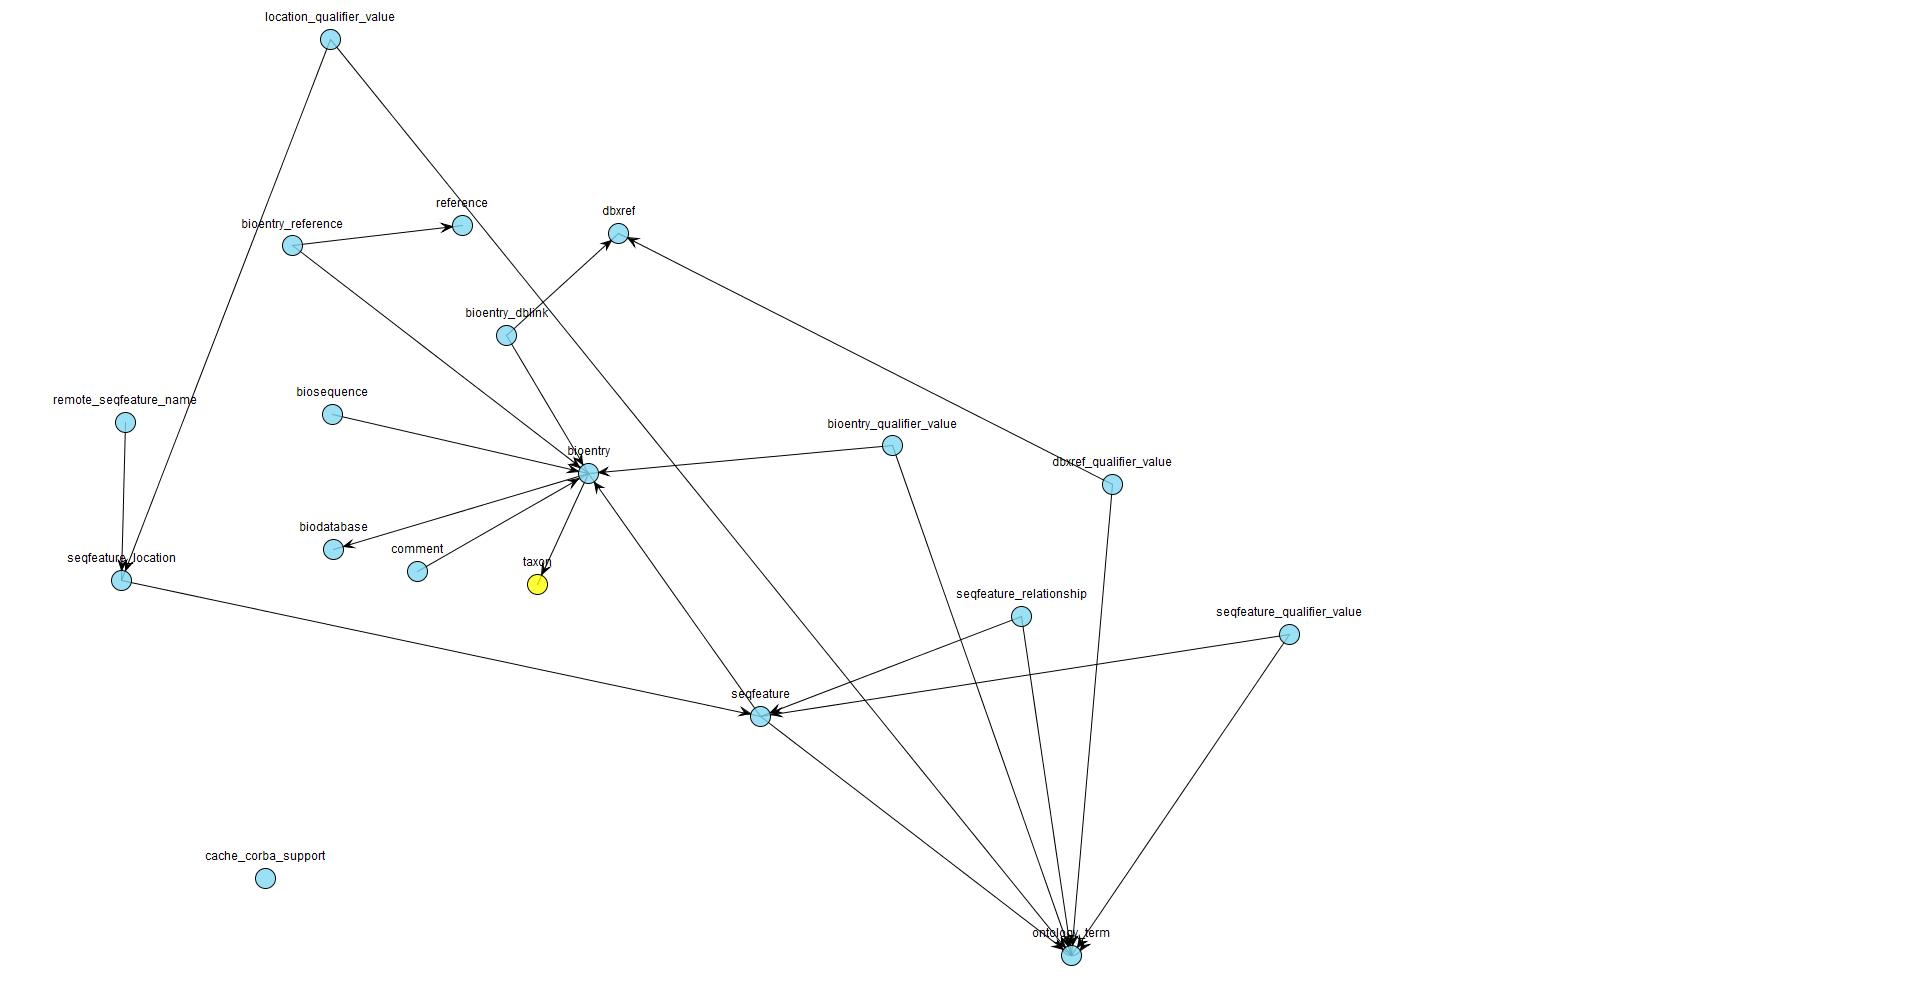 location_qualifier_value
reference
dbxref
bioentry_reference
bioentry_dblink
biosequence
remote_seqfeature_name
bioentry_qualifier_value
bioentry
dbxref_qualifier_value
biodatabase
comment
seqfeature_location
taxon
seqfeature_relationship
seqfeature_qualifier_value
seqfeature
cache_corba_support
ontology_term